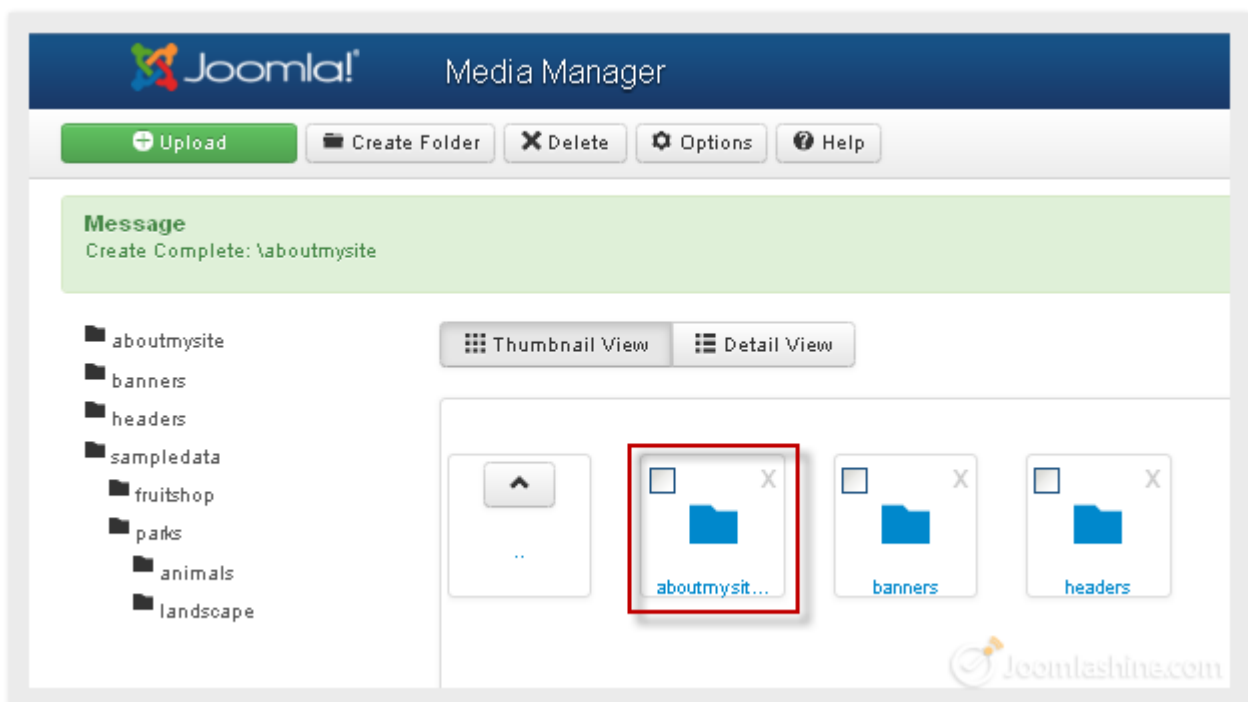 Joomla!® Media Manager
Upload Create Folder Delete Options Help
Message
Create Complete: \aboutmysite
aboutmysite
banners
headers
sampledata
fruitshop
parks
animals
landscape
Thumbnail View Detail View
X X X
..
aboutmysit... banners headers
Joomlashine.com